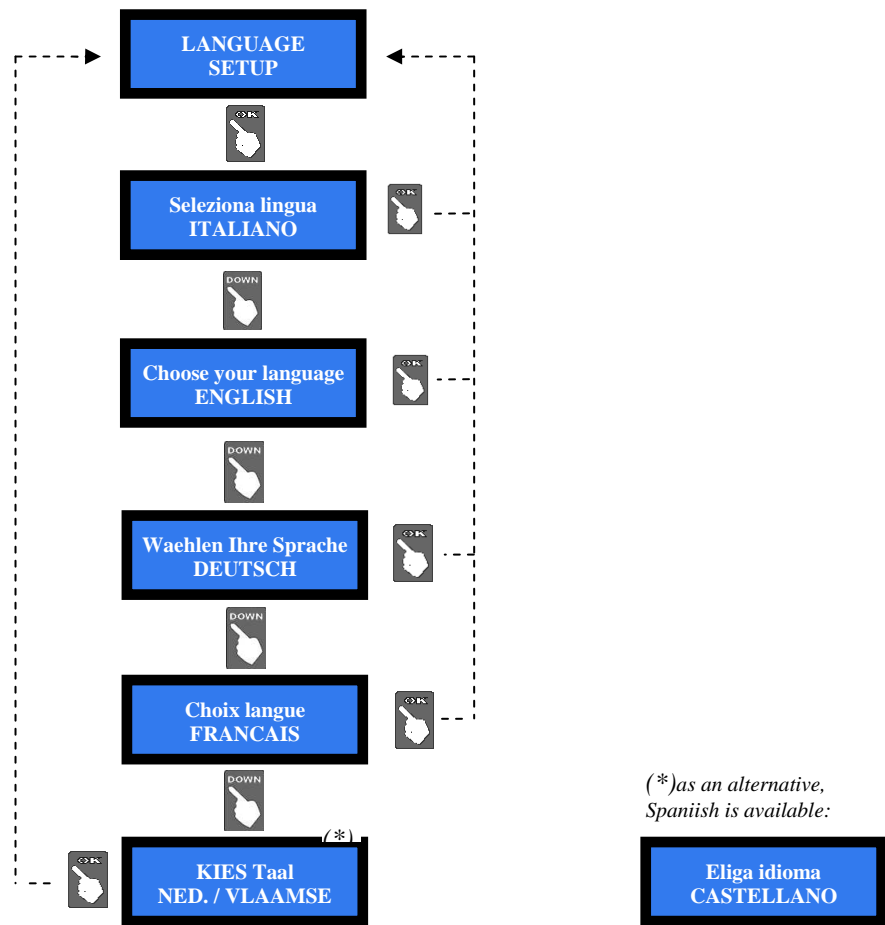 LANGUAGE
SETUP
OK
Seleziona lingua
ITALIANO
OK
DOWN
Choose your language
ENGLISH
OK
DOWN
Waehlen Ihre Sprache
DEUTSCH
OK
DOWN
Choix langue
FRANCAIS
OK
DOWN
(*)
KIES Taal
NED. / VLAAMSE
OK
(*)as an alternative,
Spaniish is available:
Eliga idioma
CASTELLANO